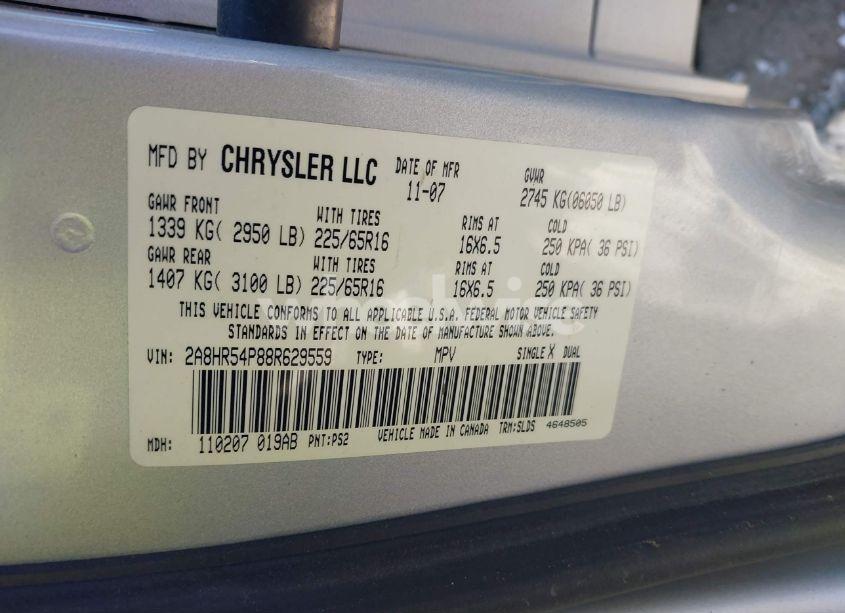 MFD BY CHRYSLER LLC DATE OF MFR GVWR
11-07 2745 KG(06050 LB)
GAWR FRONT WITH TIRES RIMS AT COLD
1339 KG( 2950 LB) 225/65R16 16X6.5 250 KPA( 36 PSI)
GAWR REAR WITH TIRES RIMS AT COLD
1407 KG( 3100 LB) 225/65R16 16X6.5 250 KPA( 36 PSI)
THIS VEHICLE CONFORMS TO ALL APPLICABLE U.S.A. FEDERAL MOTOR VEHICLE SAFETY
STANDARDS IN EFFECT ON THE DATE OF MANUFACTURE SHOWN ABOVE.
VIN: 2A8HR54P88R629559 TYPE: MPV SINGLE X DUAL
MDH: 110207 019AB PNT:PS2 VEHICLE MADE IN CANADA TRM:SLDS 4648505